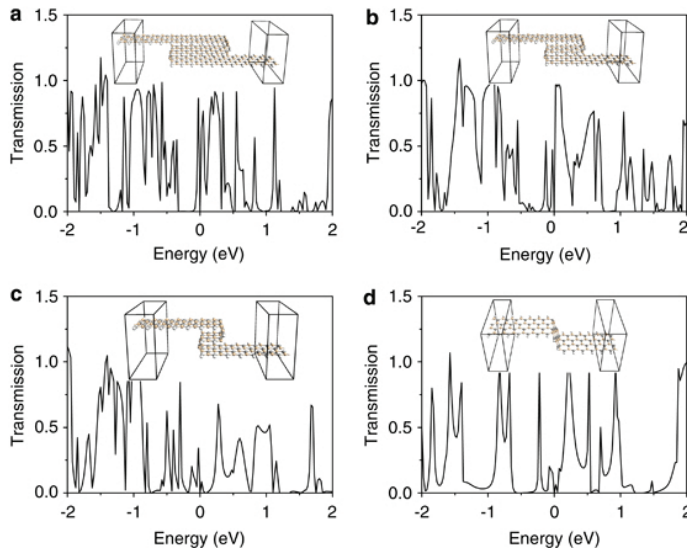 a
1.5
1.0
0.5
0.0
Transmission
-2 -1 0 1 2
Energy (eV)
b
1.5
1.0
0.5
0.0
Transmission
-2 -1 0 1 2
Energy (eV)
c
1.5
1.0
0.5
0.0
Transmission
-2 -1 0 1 2
Energy (eV)
d
1.5
1.0
0.5
0.0
Transmission
-2 -1 0 1 2
Energy (eV)